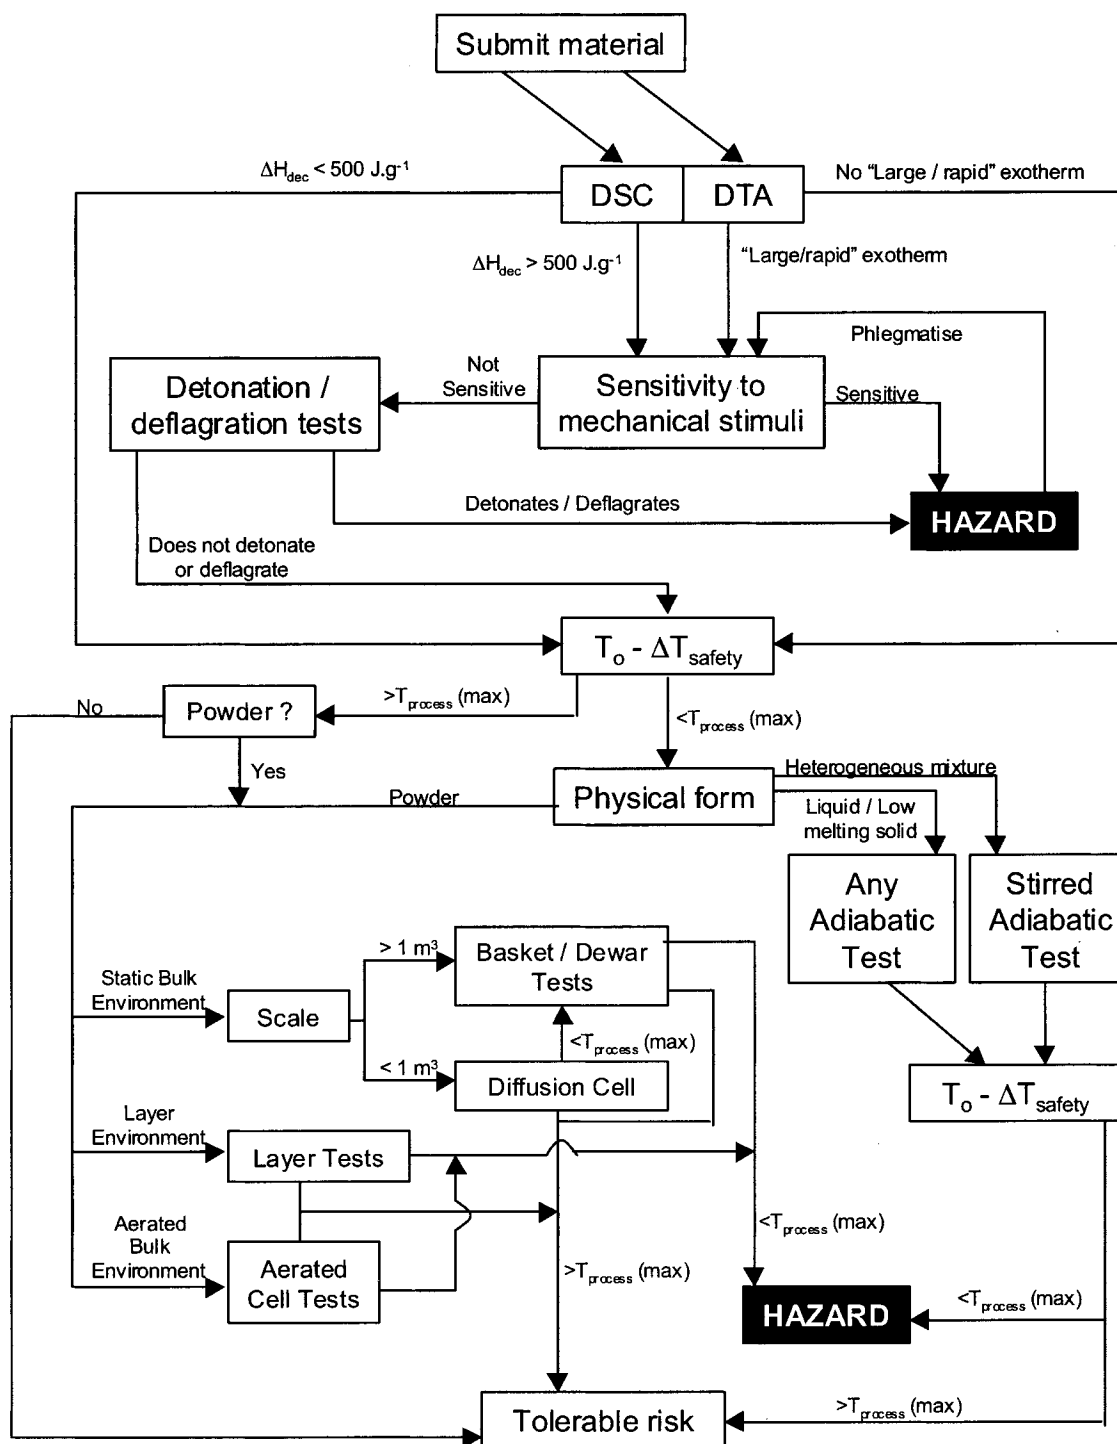 Submit material
ΔHdec < 500 J.g-1
DSC
DTA
No "Large / rapid" exotherm
ΔHdec > 500 J.g-1
"Large/rapid" exotherm
Phlegmatise
Detonation /
deflagration tests
Not
Sensitive
Sensitivity to
mechanical stimuli
Sensitive
Detonates / Deflagrates
HAZARD
Does not detonate
or deflagrate
To - ΔTsafety
No
Powder ?
>Tprocess (max)
<Tprocess (max)
Yes
Powder
Physical form
Heterogeneous mixture
Liquid / Low
melting solid
Any
Adiabatic
Test
Stirred
Adiabatic
Test
Static Bulk
Environment
Scale
> 1 m3
Basket / Dewar
Tests
<Tprocess (max)
< 1 m3
Diffusion Cell
To - ΔTsafety
Layer
Environment
Layer Tests
Aerated
Bulk
Environment
Aerated
Cell Tests
>Tprocess (max)
<Tprocess (max)
HAZARD
<Tprocess (max)
Tolerable risk
>Tprocess (max)